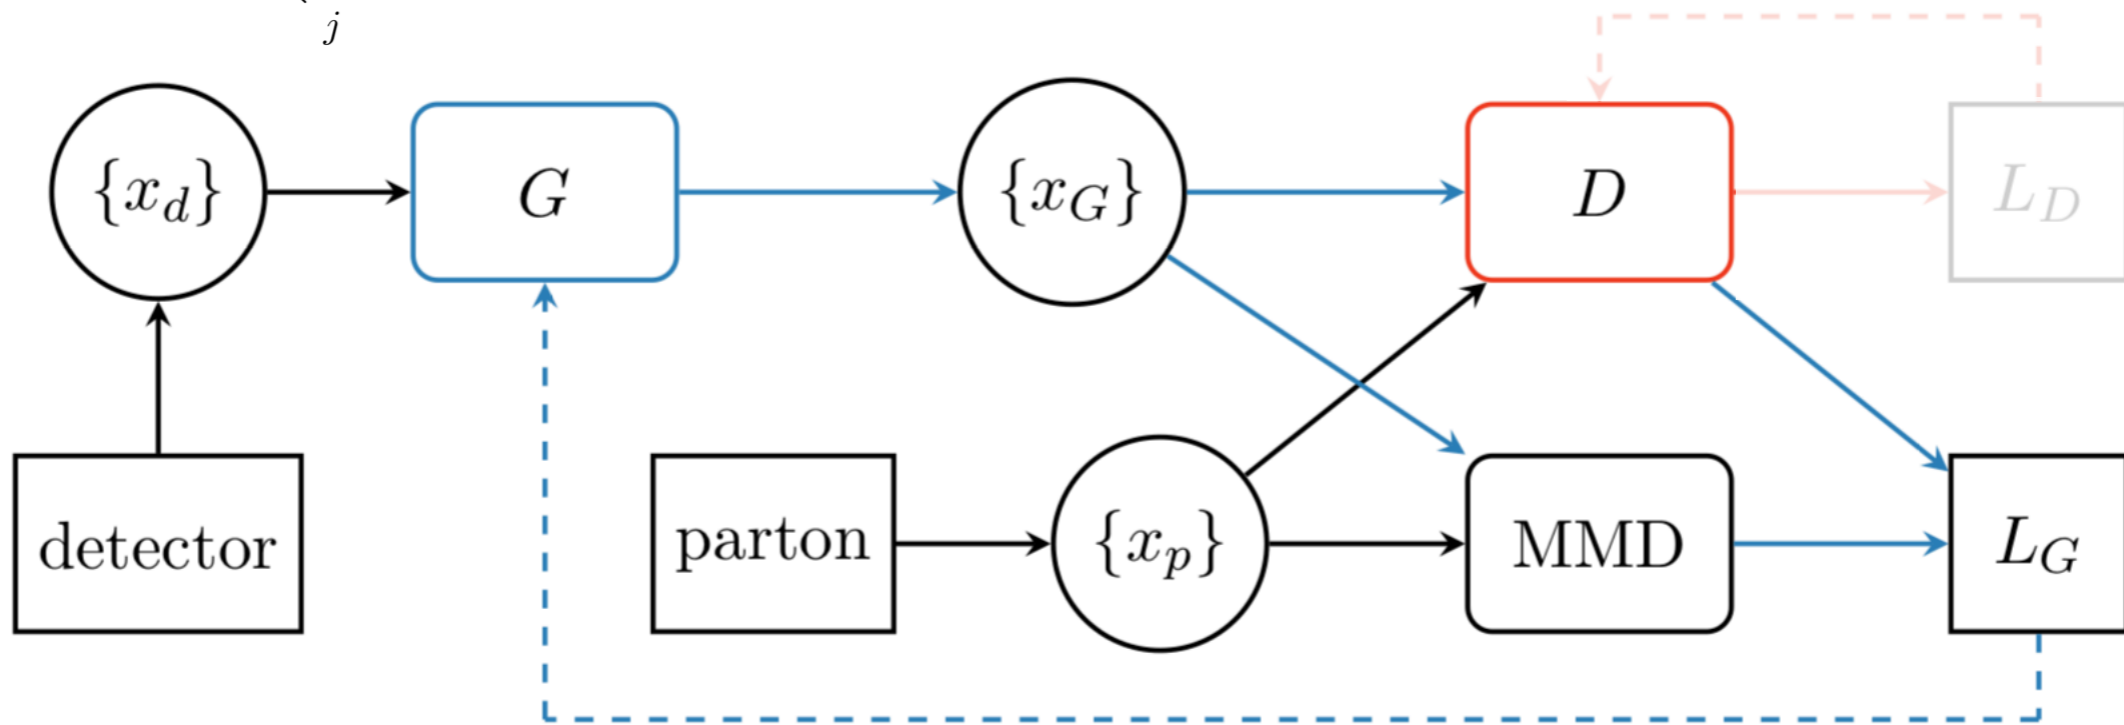 j
{x_d} G {x_G} D L_D
detector parton {x_p} MMD L_G